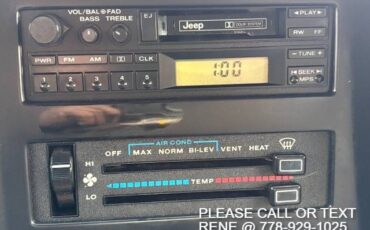 VOL/BAL FAD
BASS TREBLE
EJ
Jeep DOLBY SYSTEM
PLAY
RW FF
TUNE
PWR FM AM CLK
1:00
SEEK
MPS
1 2 3 4 5
AIR COND
OFF MAX NORM BI-LEV VENT HEAT
HI
TEMP
LO
PLEASE CALL OR TEXT
RENE @ 778-929-1025